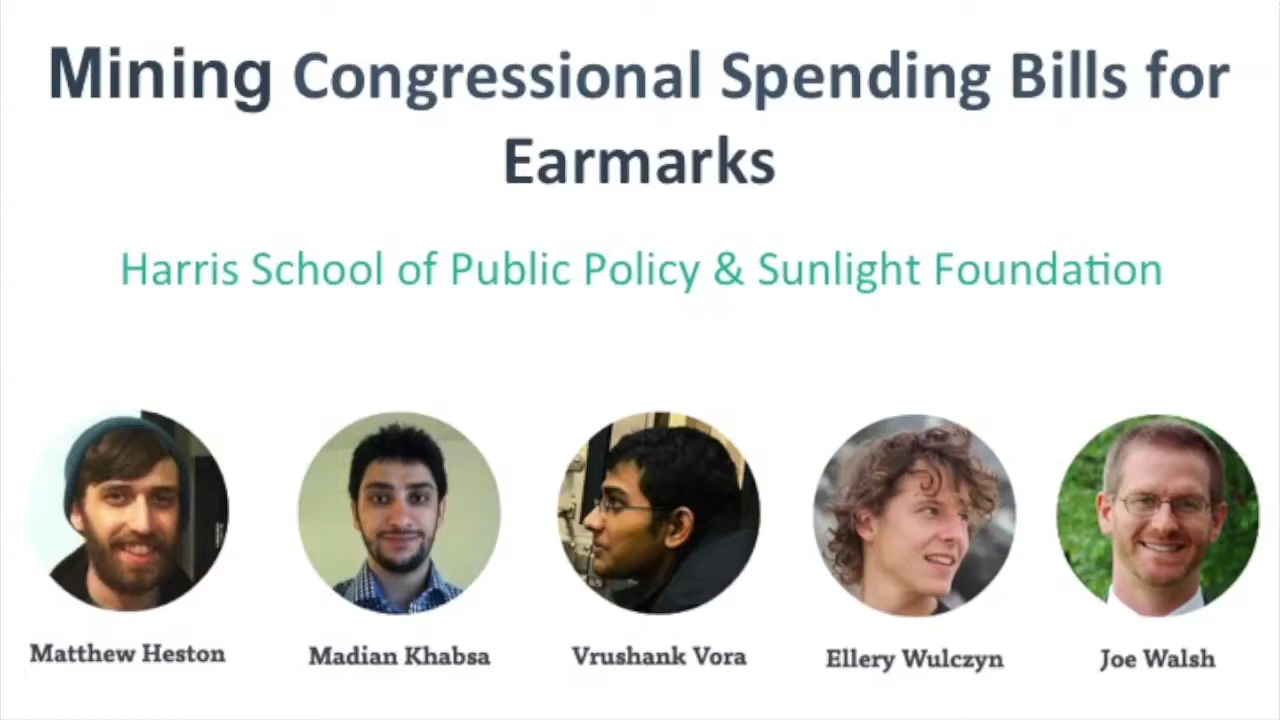 Mining Congressional Spending Bills for
Earmarks
Harris School of Public Policy & Sunlight Foundation
Matthew Heston
Madian Khabsa
Vrushank Vora
Ellery Wulczyn
Joe Walsh